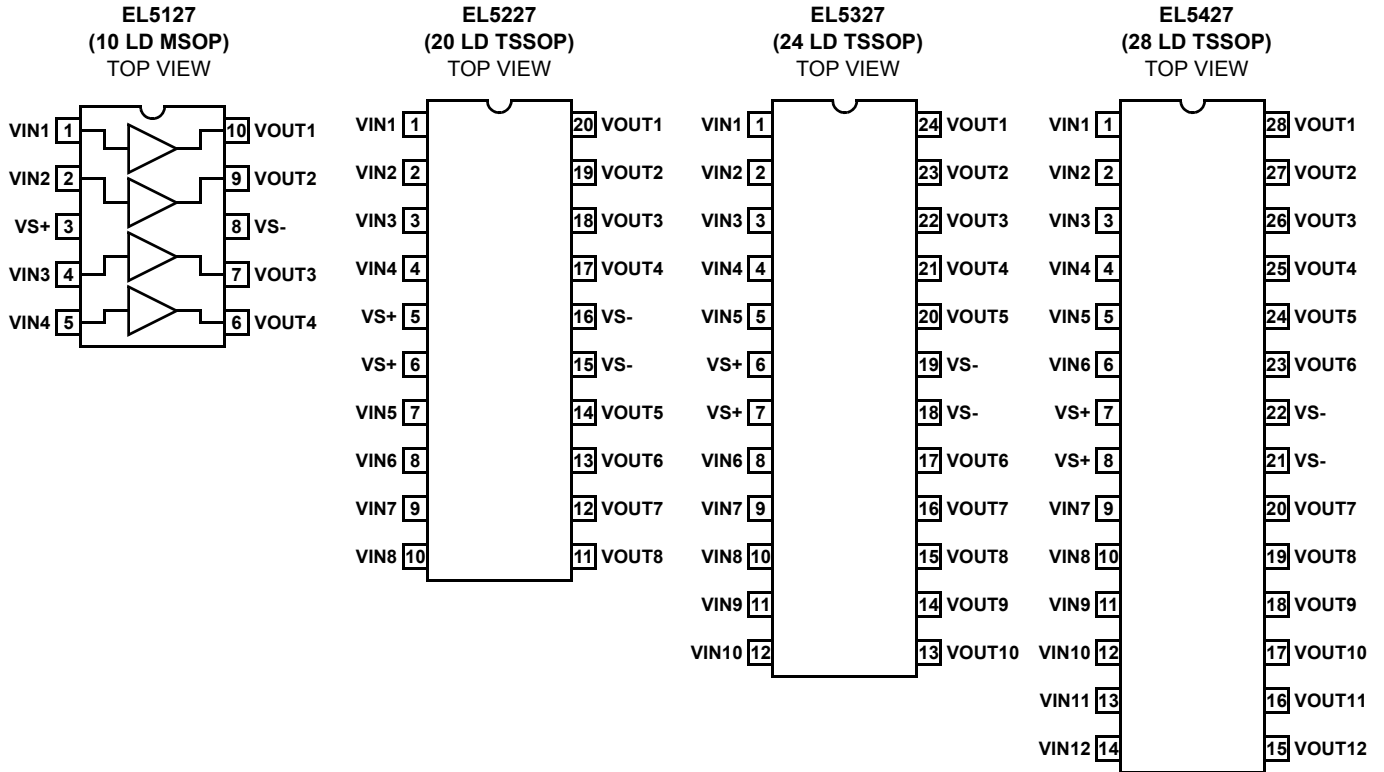 EL5127
(10 LD MSOP)
TOP VIEW
VIN1 1 10 VOUT1
VIN2 2 9 VOUT2
VS+ 3 8 VS-
VIN3 4 7 VOUT3
VIN4 5 6 VOUT4
EL5227
(20 LD TSSOP)
TOP VIEW
VIN1 1 20 VOUT1
VIN2 2 19 VOUT2
VIN3 3 18 VOUT3
VIN4 4 17 VOUT4
VS+ 5 16 VS-
VS+ 6 15 VS-
VIN5 7 14 VOUT5
VIN6 8 13 VOUT6
VIN7 9 12 VOUT7
VIN8 10 11 VOUT8
EL5327
(24 LD TSSOP)
TOP VIEW
VIN1 1 24 VOUT1
VIN2 2 23 VOUT2
VIN3 3 22 VOUT3
VIN4 4 21 VOUT4
VIN5 5 20 VOUT5
VS+ 6 19 VS-
VS+ 7 18 VS-
VIN6 8 17 VOUT6
VIN7 9 16 VOUT7
VIN8 10 15 VOUT8
VIN9 11 14 VOUT9
VIN10 12 13 VOUT10
EL5427
(28 LD TSSOP)
TOP VIEW
VIN1 1 28 VOUT1
VIN2 2 27 VOUT2
VIN3 3 26 VOUT3
VIN4 4 25 VOUT4
VIN5 5 24 VOUT5
VIN6 6 23 VOUT6
VS+ 7 22 VS-
VS+ 8 21 VS-
VIN7 9 20 VOUT7
VIN8 10 19 VOUT8
VIN9 11 18 VOUT9
VIN10 12 17 VOUT10
VIN11 13 16 VOUT11
VIN12 14 15 VOUT12